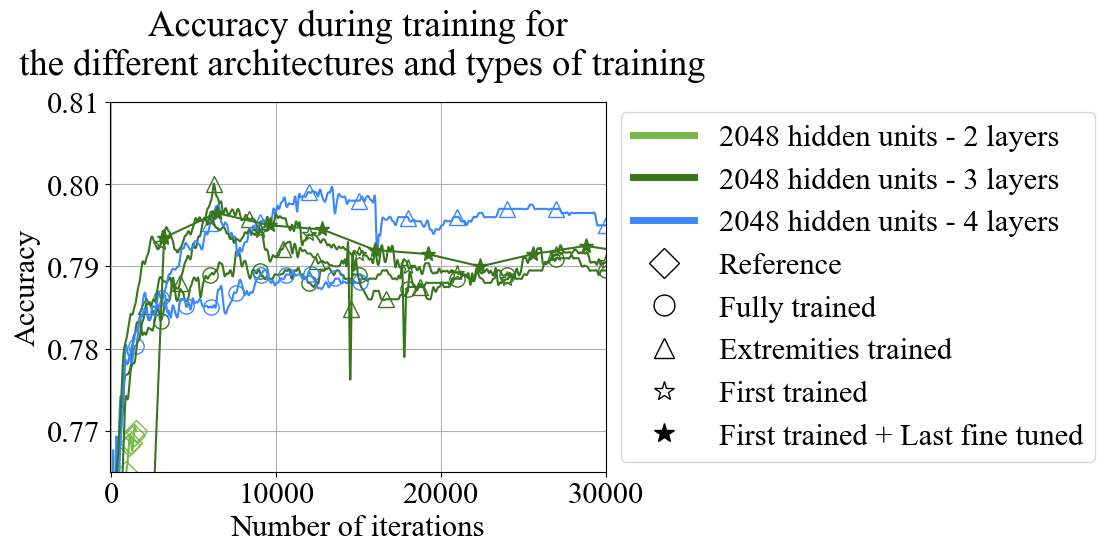 Accuracy during training for
the different architectures and types of training
0.81
0.80
0.79
0.78
0.77
Accuracy
0
10000
20000
30000
Number of iterations
2048 hidden units - 2 layers
2048 hidden units - 3 layers
2048 hidden units - 4 layers
Reference
Fully trained
Extremities trained
First trained
First trained + Last fine tuned